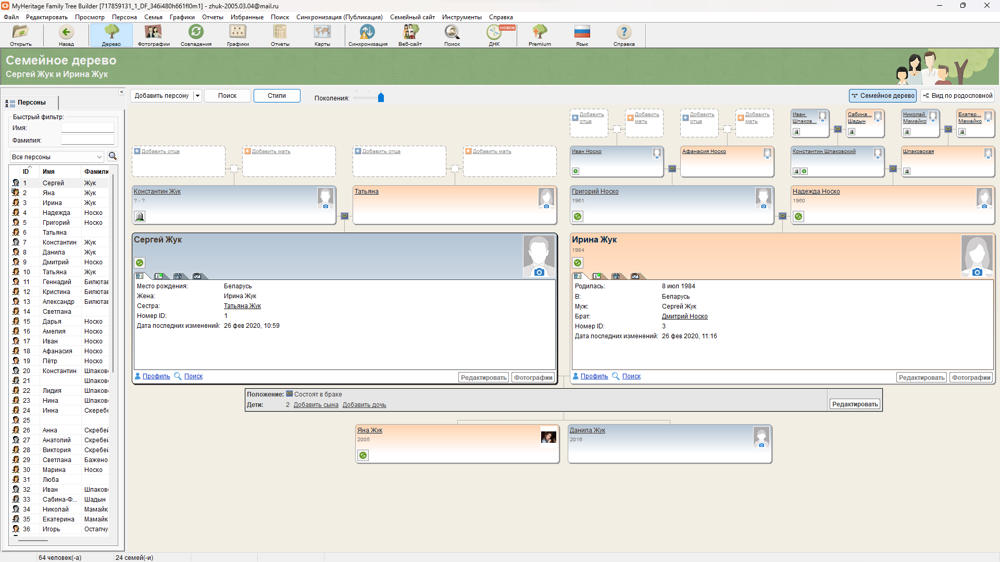 MyHeritage Family Tree Builder [717859131_1_DF_346i480h661fl0m1] - zhuk-2005.03.04@mail.ru
Файл Редактировать Просмотр Персона Семья Графики Отчеты Избранные Поиск Синхронизация (Публикация) Семейный сайт Инструменты Справка
Открыть Назад Дерево Фотографии Совпадения Графики Отчеты Карты Синхронизация Веб-сайт Поиск ДНК новое Premium Язык Справка
Семейное дерево
Сергей Жук и Ирина Жук
<
Персоны
Добавить персону Поиск Стили Поколения: Семейное дерево Вид по родословной
Быстрый фильтр:
Имя:
Фамилия:
Все персоны
ID Имя Фамили
1 Сергей Жук
2 Яна Жук
3 Ирина Жук
4 Надежда Носко
5 Григорий Носко
6 Татьяна
7 Константин Жук
8 Данила Жук
9 Дмитрий Носко
10 Татьяна Жук
11 Геннадий Билютав
12 Кристина Билютав
13 Александр Билютав
14 Светлана
15 Дарья Носко
16 Амелия Носко
17 Иван Носко
18 Афанасия Носко
19 Пётр Носко
20 Константин Шпаков
21 Шпаков
22 Лидия Шпаков
23 Нина Шпаков
24 Инна Скеребе
25
26 Анна Скребей
27 Анатолий Скребей
28 Виктория Скребей
29 Светлана Бажено
30 Марина Носко
31 Люба
32 Иван Шпаков
33 Сабина-Ф... Шадын
34 Николай Мамайк
35 Екатерина Мамайк
36 Игорь Остапчу
Добавить отца
Добавить мать
Добавить отца
Добавить мать
Иван Шпаков...
Сабина... Шадын
Николай Мамайко
Екатер... Мамайко
Добавить отца
Добавить мать
Добавить отца
Добавить мать
Иван Носко
Афанасия Носко
Константин Шпаковский
Шпаковская
Константин Жук
? - ?
Татьяна
Григорий Носко
1961
Надежда Носко
1960
Сергей Жук
Место рождения: Беларусь
Жена: Ирина Жук
Сестра: Татьяна Жук
Номер ID: 1
Дата последних изменений: 26 фев 2020, 10:59
Профиль Поиск Редактировать Фотографии
Ирина Жук
1984
Родилась: 8 июл 1984
В: Беларусь
Муж: Сергей Жук
Брат: Дмитрий Носко
Номер ID: 3
Дата последних изменений: 26 фев 2020, 11:16
Профиль Поиск Редактировать Фотографии
Положение: Состоят в браке
Дети: 2 Добавить сына Добавить дочь
Редактировать
Яна Жук
2005
Данила Жук
2016
64 человек(-а) 24 семей(-и)